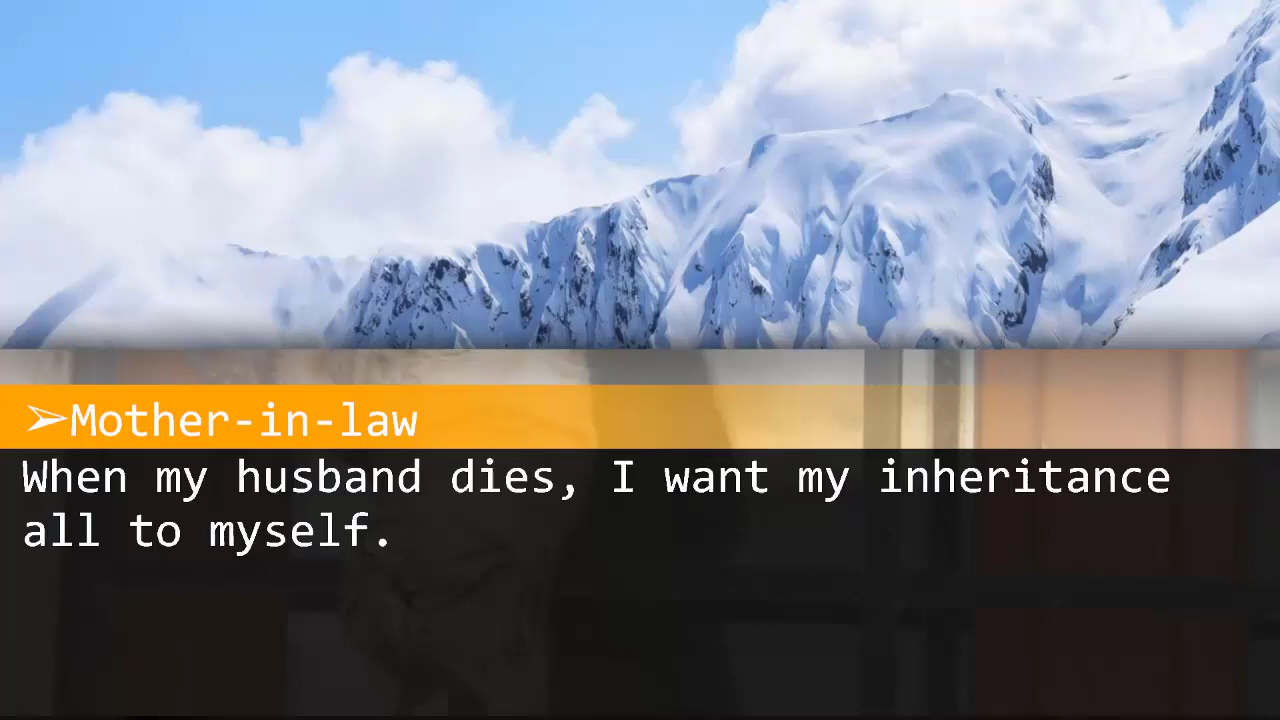 ➢Mother-in-law
When my husband dies, I want my inheritance
all to myself.